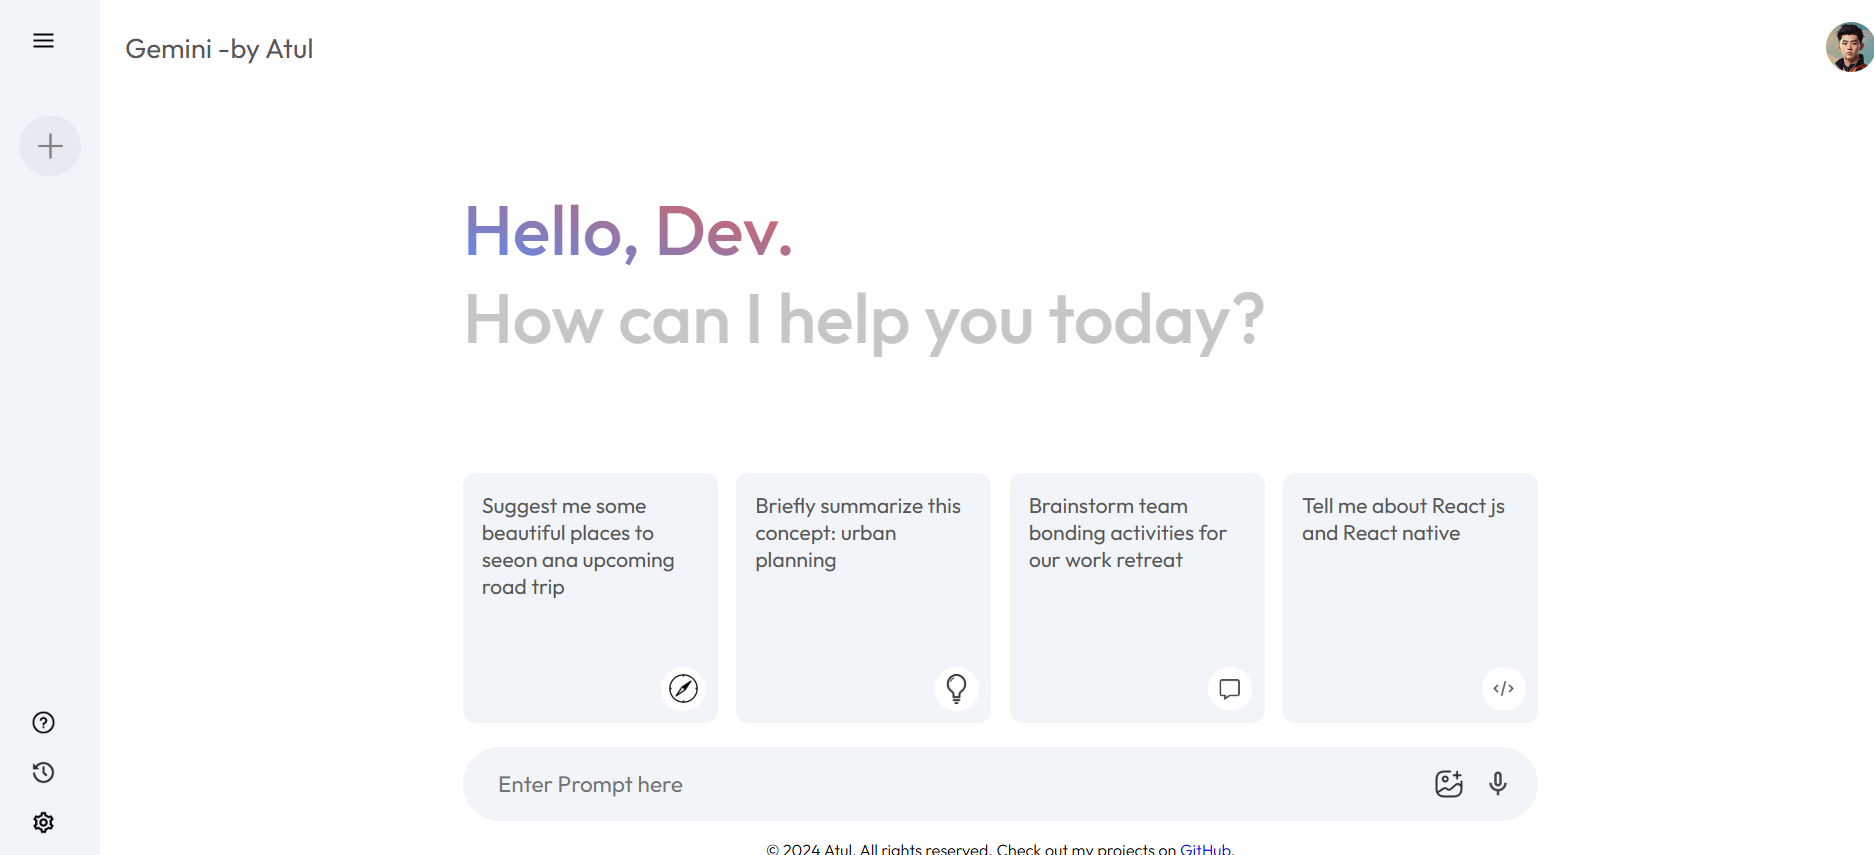 Gemini -by Atul
Hello, Dev.
How can I help you today?
Suggest me some
beautiful places to
seeon ana upcoming
road trip
Briefly summarize this
concept: urban
planning
Brainstorm team
bonding activities for
our work retreat
Tell me about React js
and React native
Enter Prompt here
© 2024 Atul. All rights reserved. Check out my projects on GitHub.